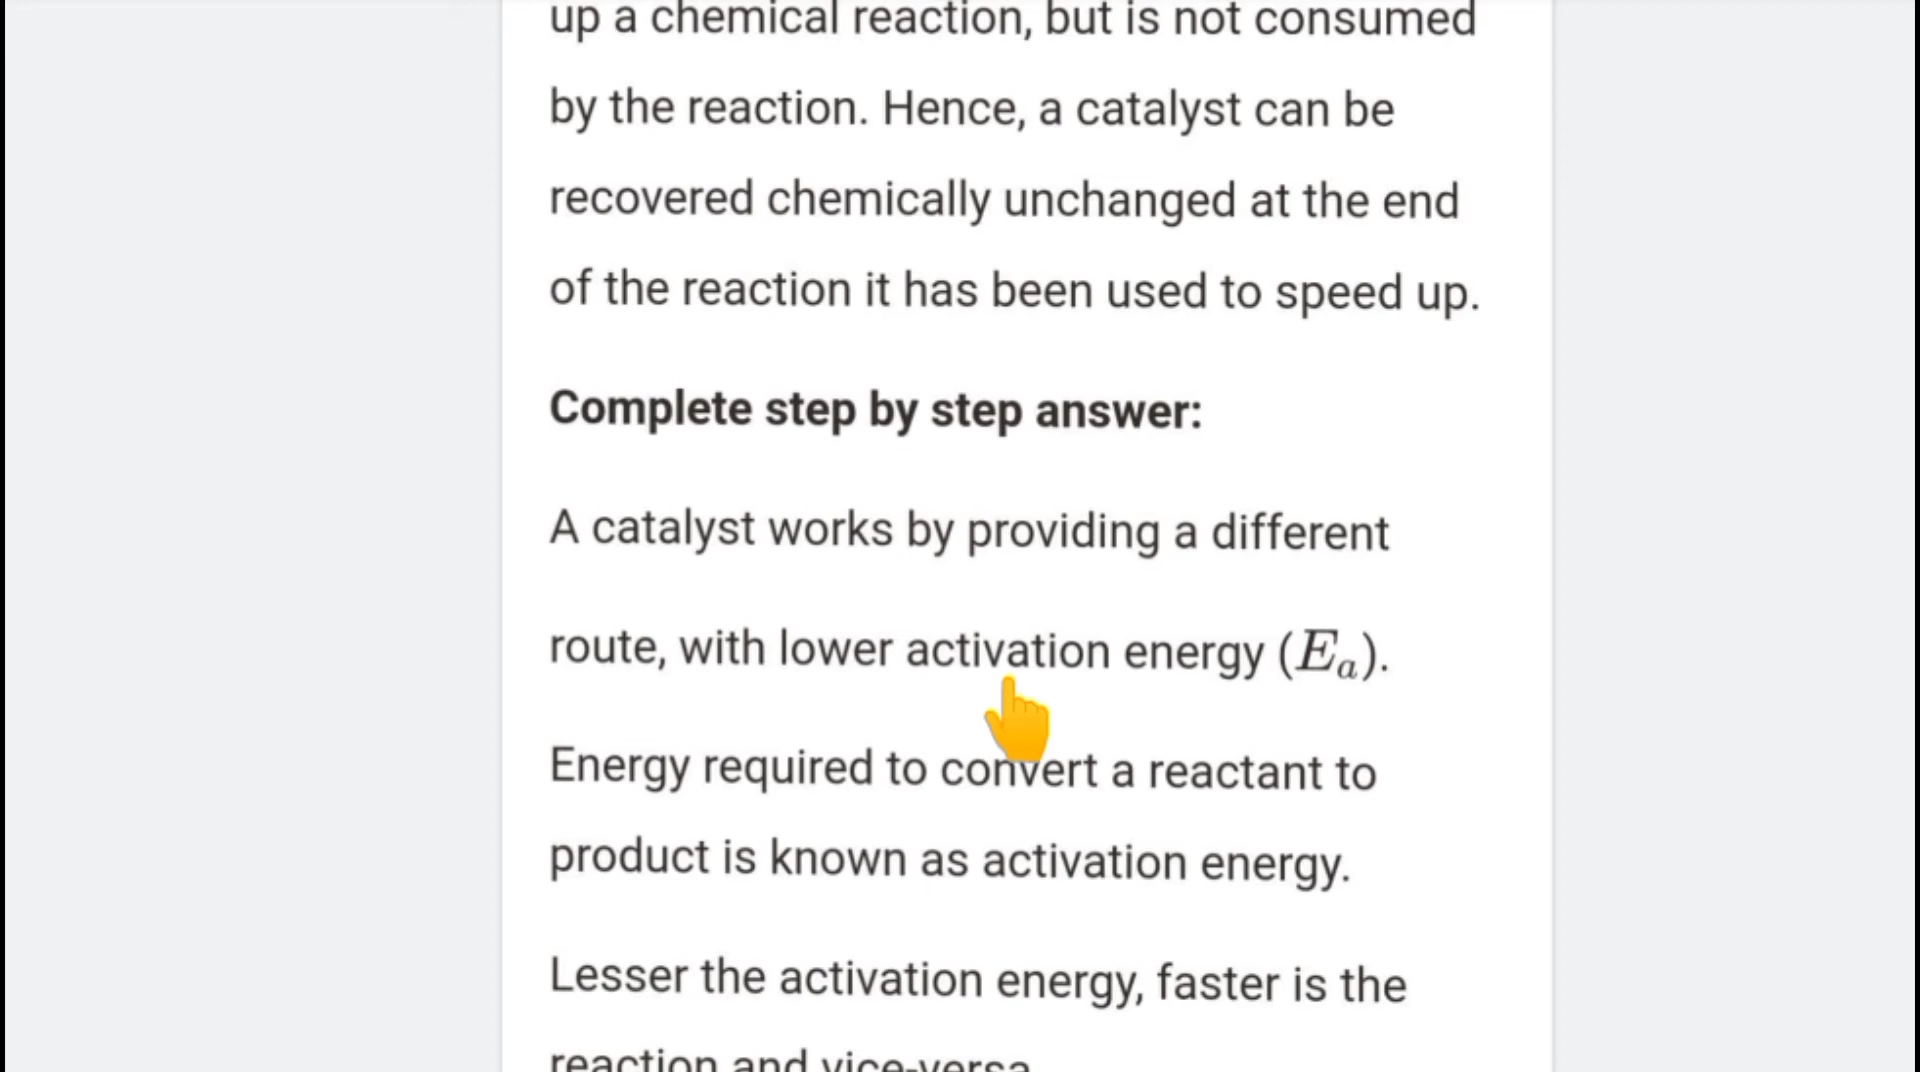 up a chemical reaction, but is not consumed
by the reaction. Hence, a catalyst can be
recovered chemically unchanged at the end
of the reaction it has been used to speed up.
Complete step by step answer:
A catalyst works by providing a different
route, with lower activation energy (Eₐ).
Energy required to convert a reactant to
product is known as activation energy.
Lesser the activation energy, faster is the
reaction and vice-versa